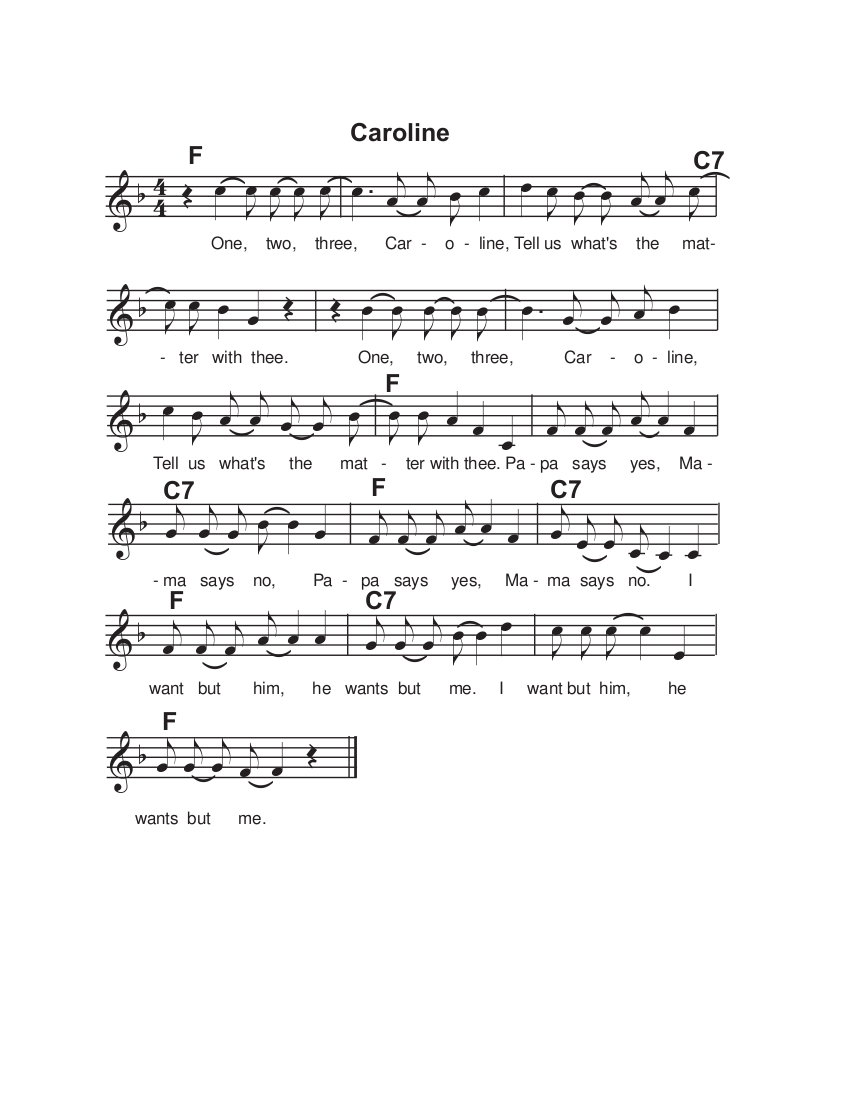 Caroline
F C7
4
4
One, two, three, Car - o - line, Tell us what's the mat-
- ter with thee. One, two, three, Car - o - line,
F
Tell us what's the mat - ter with thee. Pa - pa says yes, Ma -
C7 F C7
- ma says no, Pa - pa says yes, Ma - ma says no. I
F C7
want but him, he wants but me. I want but him, he
F
wants but me.